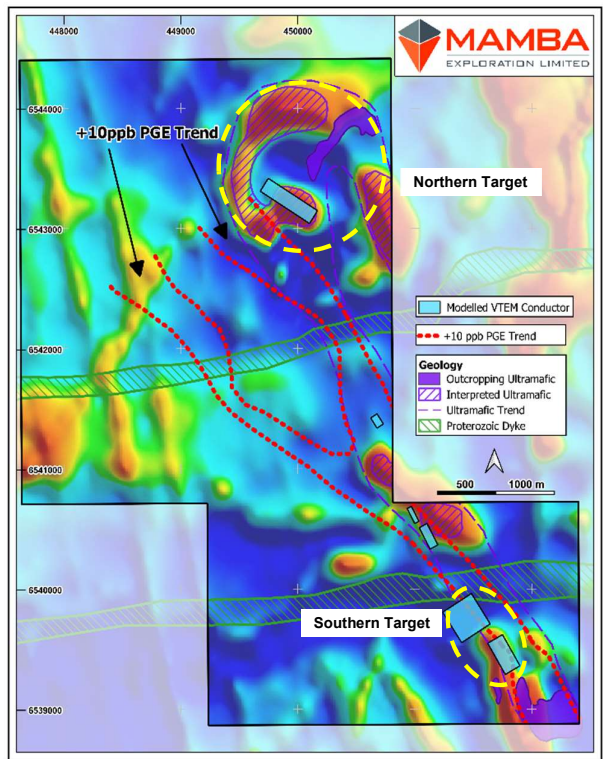 448000
449000
450000
MAMBA
EXPLORATION LIMITED
6544000
+10ppb PGE Trend
Northern Target
6543000
Modelled VTEM Conductor
+10 ppb PGE Trend
Geology
Outcropping Ultramafic
Interpreted Ultramafic
Ultramafic Trend
Proterozoic Dyke
6542000
6541000
500 1000 m
6540000
Southern Target
6539000